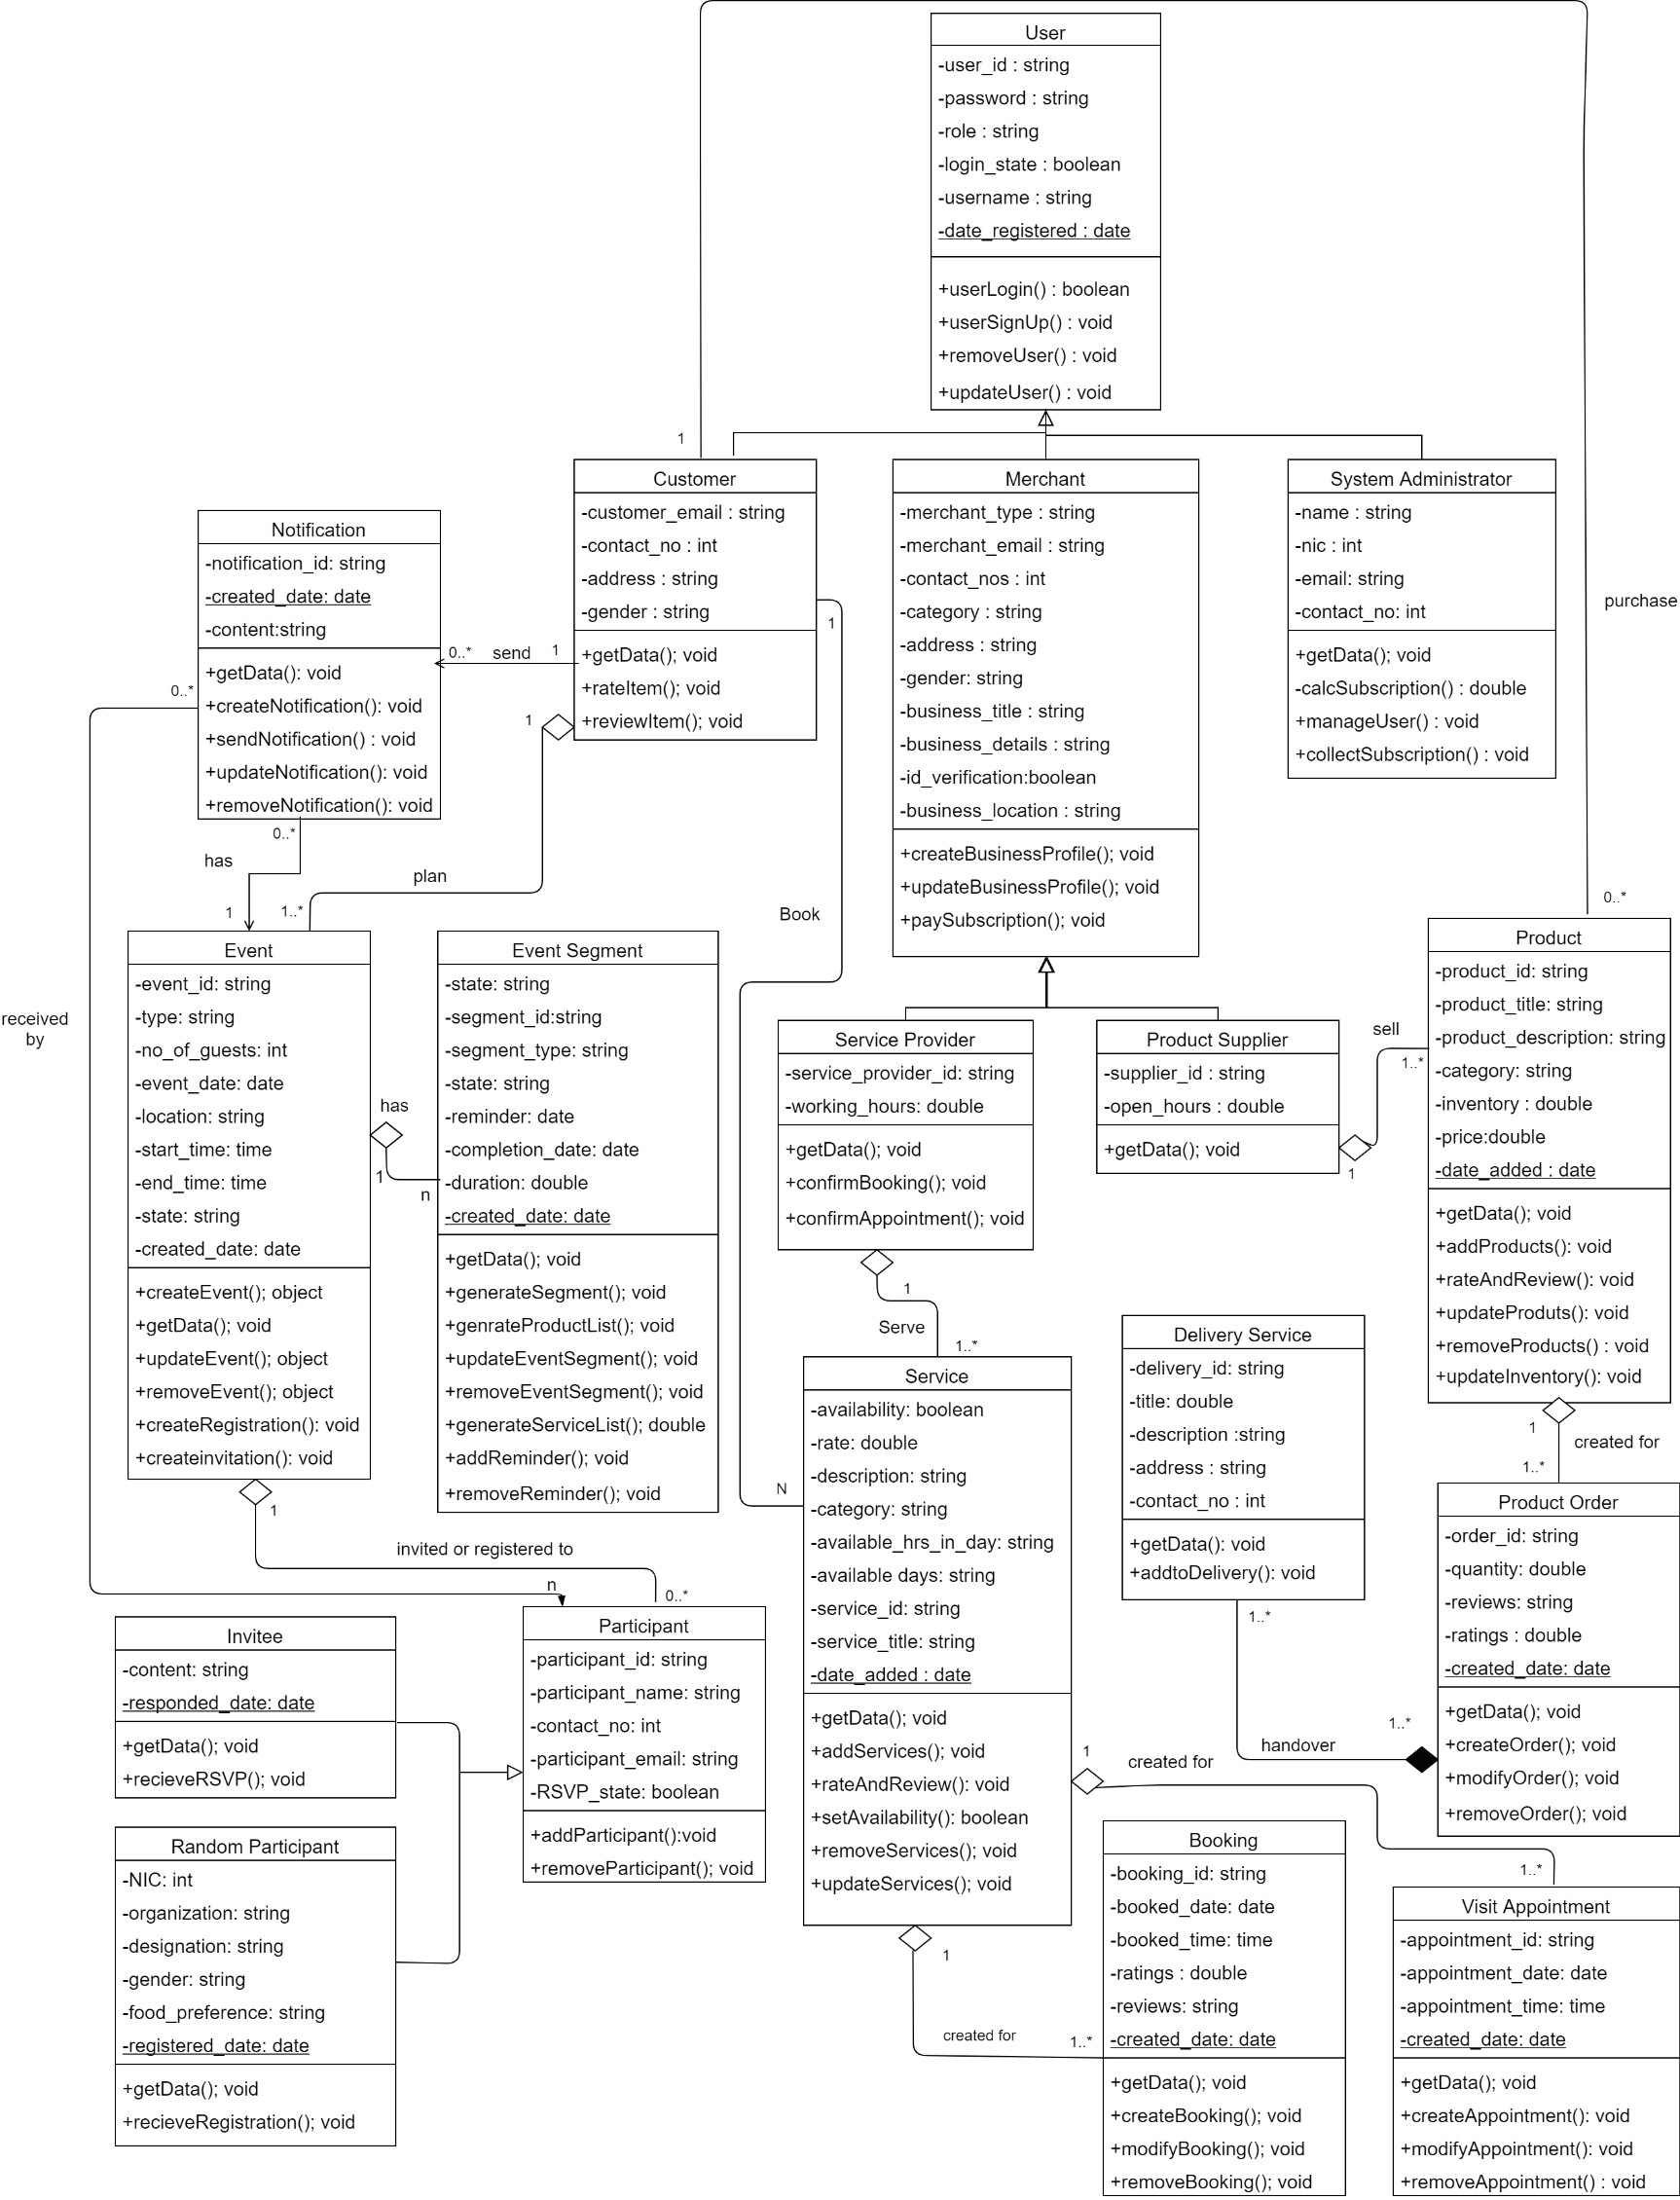 User
-user_id : string
-password : string
-role : string
-login_state : boolean
-username : string
-date_registered : date
+userLogin() : boolean
+userSignUp() : void
+removeUser() : void
+updateUser() : void
1
Customer
-customer_email : string
-contact_no : int
-address : string
-gender : string
+getData(); void
+rateItem(); void
+reviewItem(); void
Merchant
-merchant_type : string
-merchant_email : string
-contact_nos : int
-category : string
-address : string
-gender: string
-business_title : string
-business_details : string
-id_verification:boolean
-business_location : string
+createBusinessProfile(); void
+updateBusinessProfile(); void
+paySubscription(); void
System Administrator
-name : string
-nic : int
-email: string
-contact_no: int
+getData(); void
-calcSubscription() : double
+manageUser() : void
+collectSubscription() : void
purchase
0..*
Notification
-notification_id: string
-created_date: date
-content:string
+getData(): void
+createNotification(): void
+sendNotification() : void
+updateNotification(): void
+removeNotification(): void
0..*
send
1
1
1
0..*
0..*
has
1
plan
1..*
Book
received
by
Event
-event_id: string
-type: string
-no_of_guests: int
-event_date: date
-location: string
-start_time: time
-end_time: time
-state: string
-created_date: date
+createEvent(); object
+getData(); void
+updateEvent(); object
+removeEvent(); object
+createRegistration(): void
+createinvitation(): void
has
1
n
Event Segment
-state: string
-segment_id:string
-segment_type: string
-state: string
-reminder: date
-completion_date: date
-duration: double
-created_date: date
+getData(); void
+generateSegment(); void
+genrateProductList(); void
+updateEventSegment(); void
+removeEventSegment(); void
+generateServiceList(); double
+addReminder(); void
+removeReminder(); void
Service Provider
-service_provider_id: string
-working_hours: double
+getData(); void
+confirmBooking(); void
+confirmAppointment(); void
Product Supplier
-supplier_id : string
-open_hours : double
+getData(); void
sell
1..*
1
Product
-product_id: string
-product_title: string
-product_description: string
-category: string
-inventory : double
-price:double
-date_added : date
+getData(); void
+addProducts(); void
+rateAndReview(): void
+updateProduts(): void
+removeProducts() : void
+updateInventory(): void
1
Serve
1..*
N
Service
-availability: boolean
-rate: double
-description: string
-category: string
-available_hrs_in_day: string
-available days: string
-service_id: string
-service_title: string
-date_added : date
+getData(); void
+addServices(); void
+rateAndReview(): void
+setAvailability(): boolean
+removeServices(): void
+updateServices(); void
Delivery Service
-delivery_id: string
-title: double
-description :string
-address : string
-contact_no : int
+getData(): void
+addtoDelivery(): void
1..*
handover
1..*
1
created for
1..*
Product Order
-order_id: string
-quantity: double
-reviews: string
-ratings : double
-created_date: date
+getData(); void
+createOrder(); void
+modifyOrder(); void
+removeOrder(); void
1
invited or registered to
n
0..*
Invitee
-content: string
-responded_date: date
+getData(); void
+recieveRSVP(); void
Random Participant
-NIC: int
-organization: string
-designation: string
-gender: string
-food_preference: string
-registered_date: date
+getData(); void
+recieveRegistration(); void
Participant
-participant_id: string
-participant_name: string
-contact_no: int
-participant_email: string
-RSVP_state: boolean
+addParticipant():void
+removeParticipant(); void
1
created for
1..*
1
created for
1..*
Booking
-booking_id: string
-booked_date: date
-booked_time: time
-ratings : double
-reviews: string
-created_date: date
+getData(); void
+createBooking(); void
+modifyBooking(); void
+removeBooking(); void
Visit Appointment
-appointment_id: string
-appointment_date: date
-appointment_time: time
-created_date: date
+getData(); void
+createAppointment(): void
+modifyAppointment(): void
+removeAppointment() : void